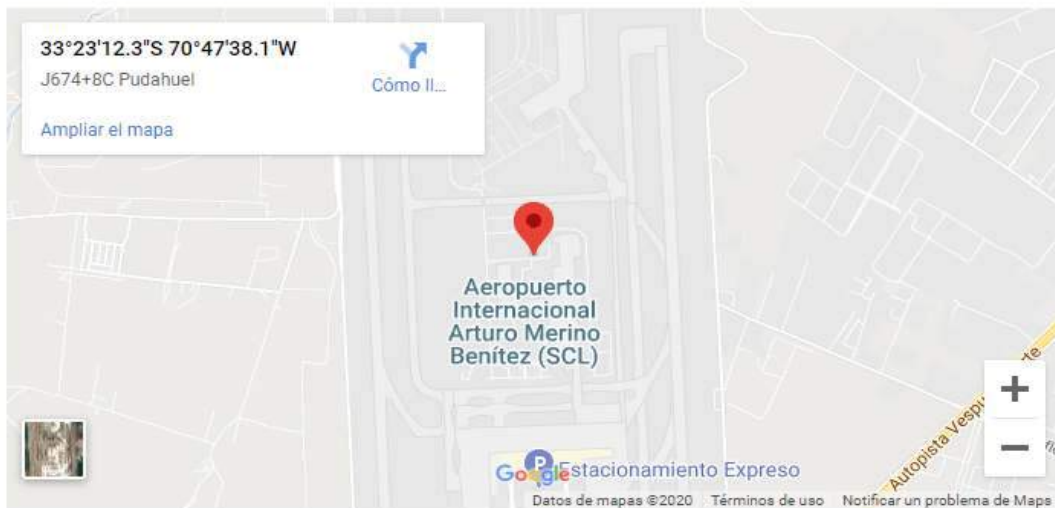 33°23'12.3"S 70°47'38.1"W
J674+8C Pudahuel
Cómo ll...
Ampliar el mapa
Aeropuerto
Internacional
Arturo Merino
Benítez (SCL)
Autopista Vespu
rte
P
Estacionamiento Expreso
Google
Datos de mapas ©2020 Términos de uso Notificar un problema de Maps